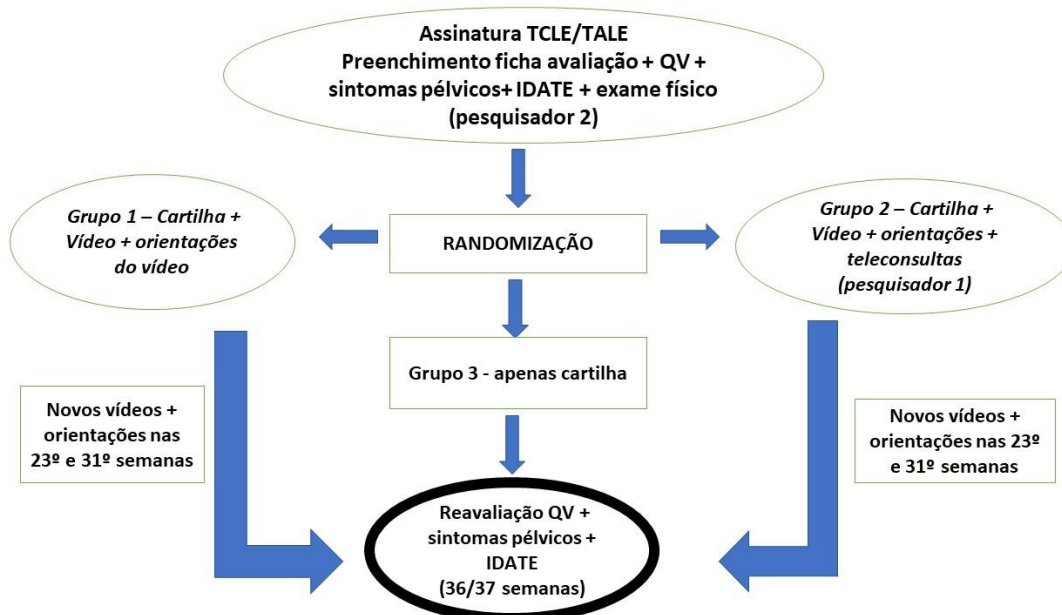 Assinatura TCLE/TALE
Preenchimento ficha avaliação + QV +
sintomas pélvicos+ IDATE + exame físico
(pesquisador 2)
Grupo 1 – Cartilha +
Vídeo + orientações
do vídeo
RANDOMIZAÇÃO
Grupo 2 – Cartilha +
Vídeo + orientações +
teleconsultas
(pesquisador 1)
Grupo 3 - apenas cartilha
Novos vídeos +
orientações nas
23º e 31º semanas
Novos vídeos +
orientações nas 23º
e 31º semanas
Reavaliação QV +
sintomas pélvicos +
IDATE
(36/37 semanas)